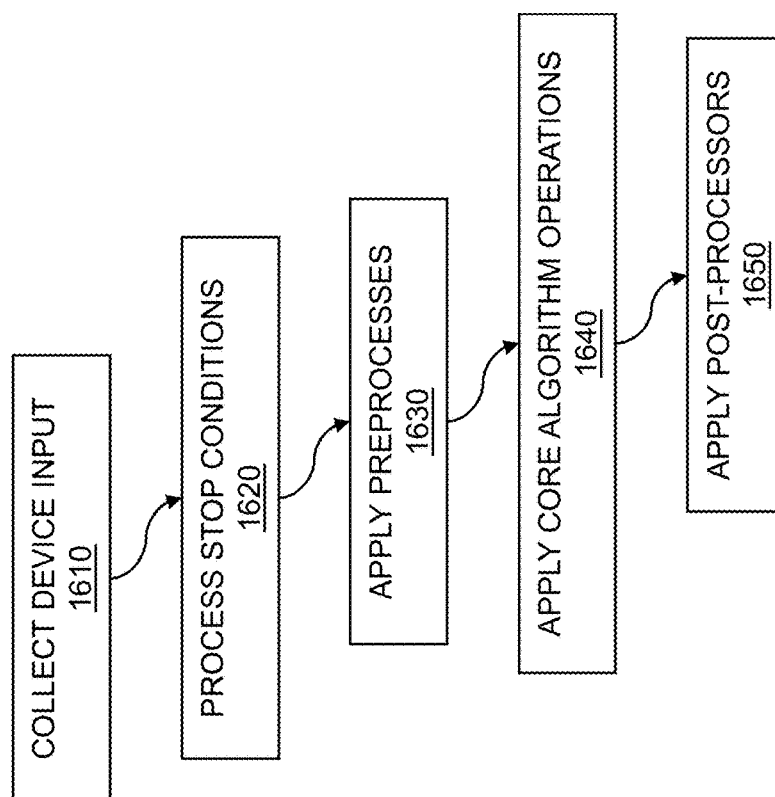 COLLECT DEVICE INPUT
1610
PROCESS STOP CONDITIONS
1620
APPLY PREPROCESSES
1630
APPLY CORE ALGORITHM OPERATIONS
1640
APPLY POST-PROCESSORS
1650